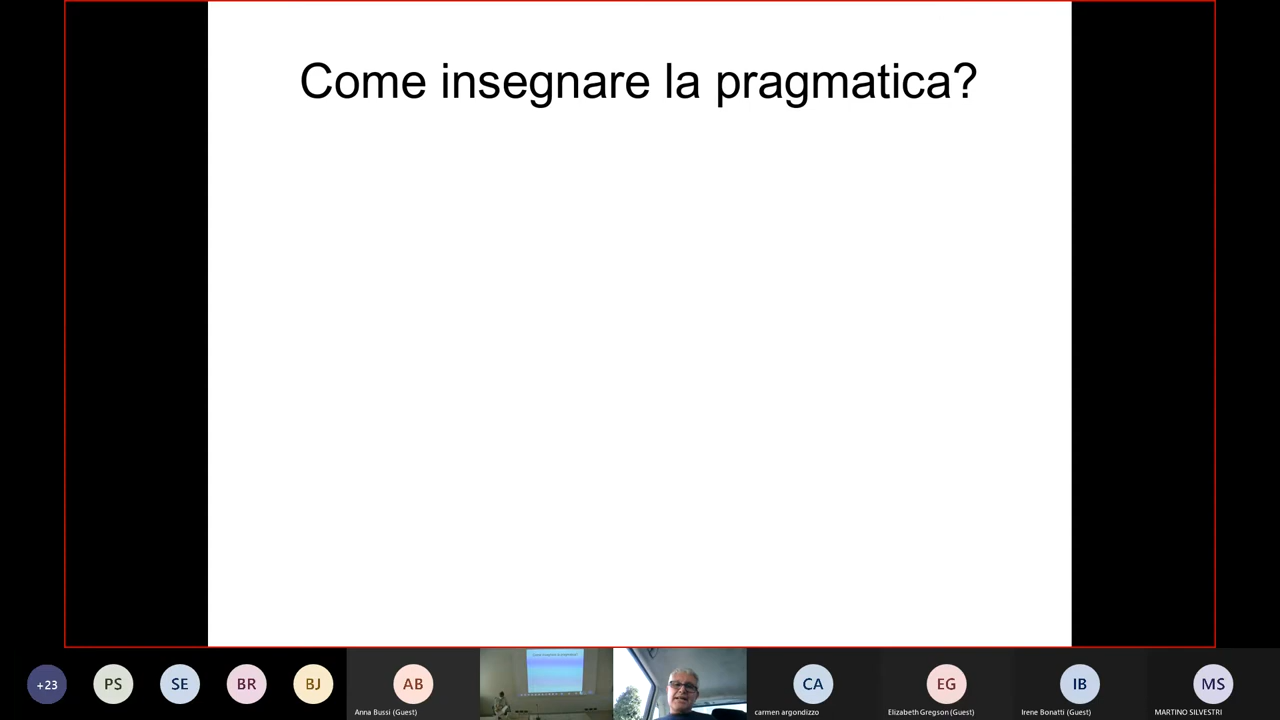 Come insegnare la pragmatica?
+23
PS
SE
BR
BJ
AB
CA
EG
IB
MS
Anna Bussi (Guest)
carmen argondizzo
Elizabeth Gregson (Guest)
Irene Bonatti (Guest)
MARTINO SILVESTRI